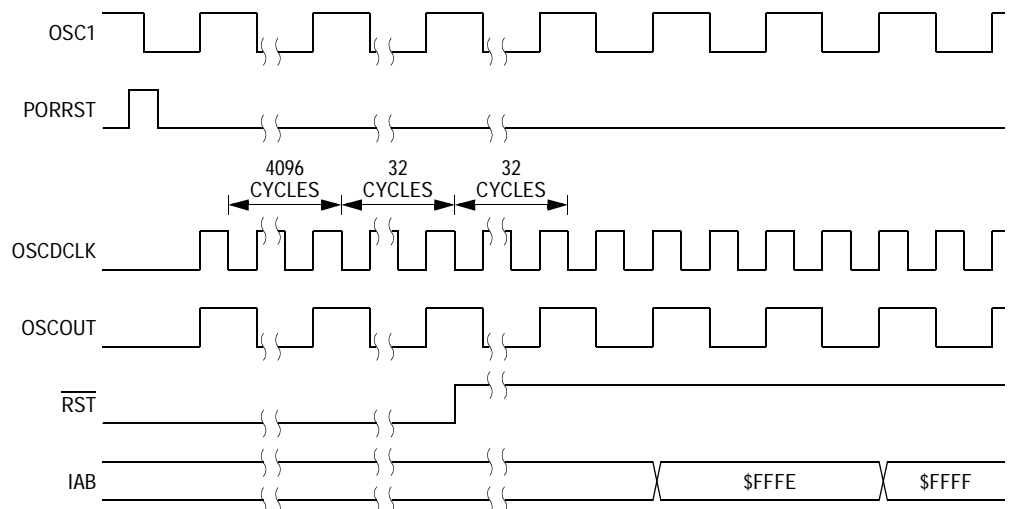 OSC1
PORRST
4096
CYCLES
32
CYCLES
32
CYCLES
OSCDCLK
OSCOUT
RST
IAB
$FFFE
$FFFF